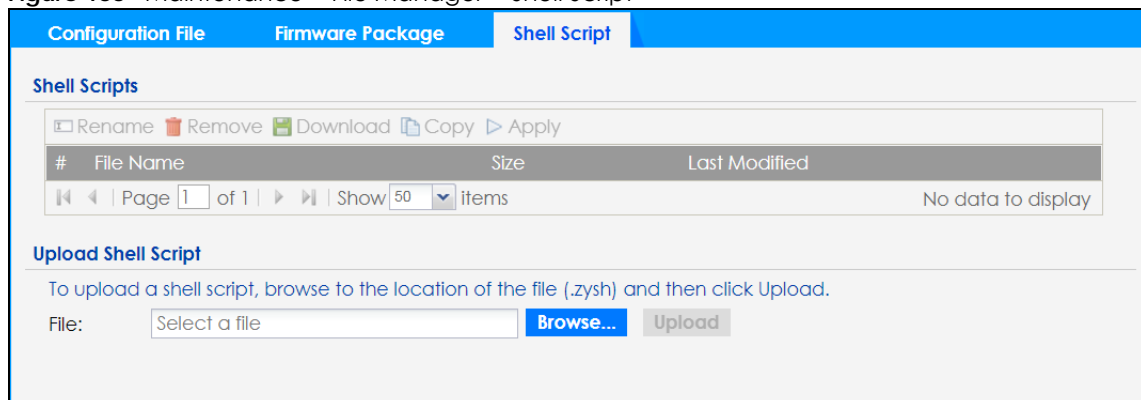 Configuration File Firmware Package Shell Script
Shell Scripts
Rename Remove Download Copy Apply
# File Name Size Last Modified
Page 1 of 1 Show 50 items No data to display
Upload Shell Script
To upload a shell script, browse to the location of the file (.zysh) and then click Upload.
File: Select a file Browse... Upload